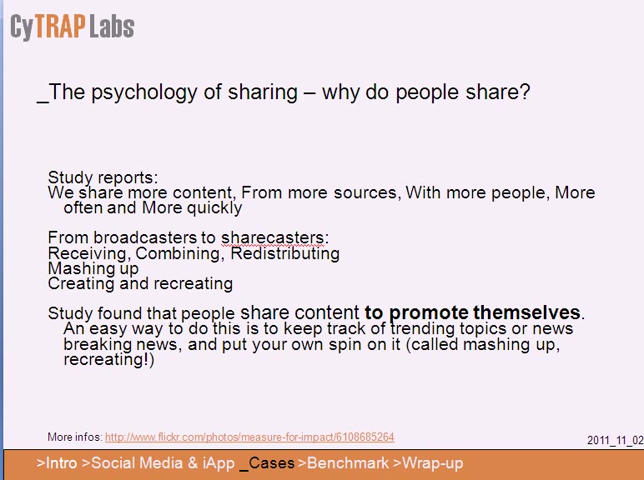 CyTRAP Labs
_The psychology of sharing – why do people share?
Study reports:
We share more content, From more sources, With more people, More
often and More quickly
From broadcasters to sharecasters:
Receiving, Combining, Redistributing
Mashing up
Creating and recreating
Study found that people share content to promote themselves.
An easy way to do this is to keep track of trending topics or news
breaking news, and put your own spin on it (called mashing up,
recreating!)
More infos: http://www.flickr.com/photos/measure-for-impact/6108685264
2011_11_02
>Intro >Social Media & iApp _Cases >Benchmark >Wrap-up